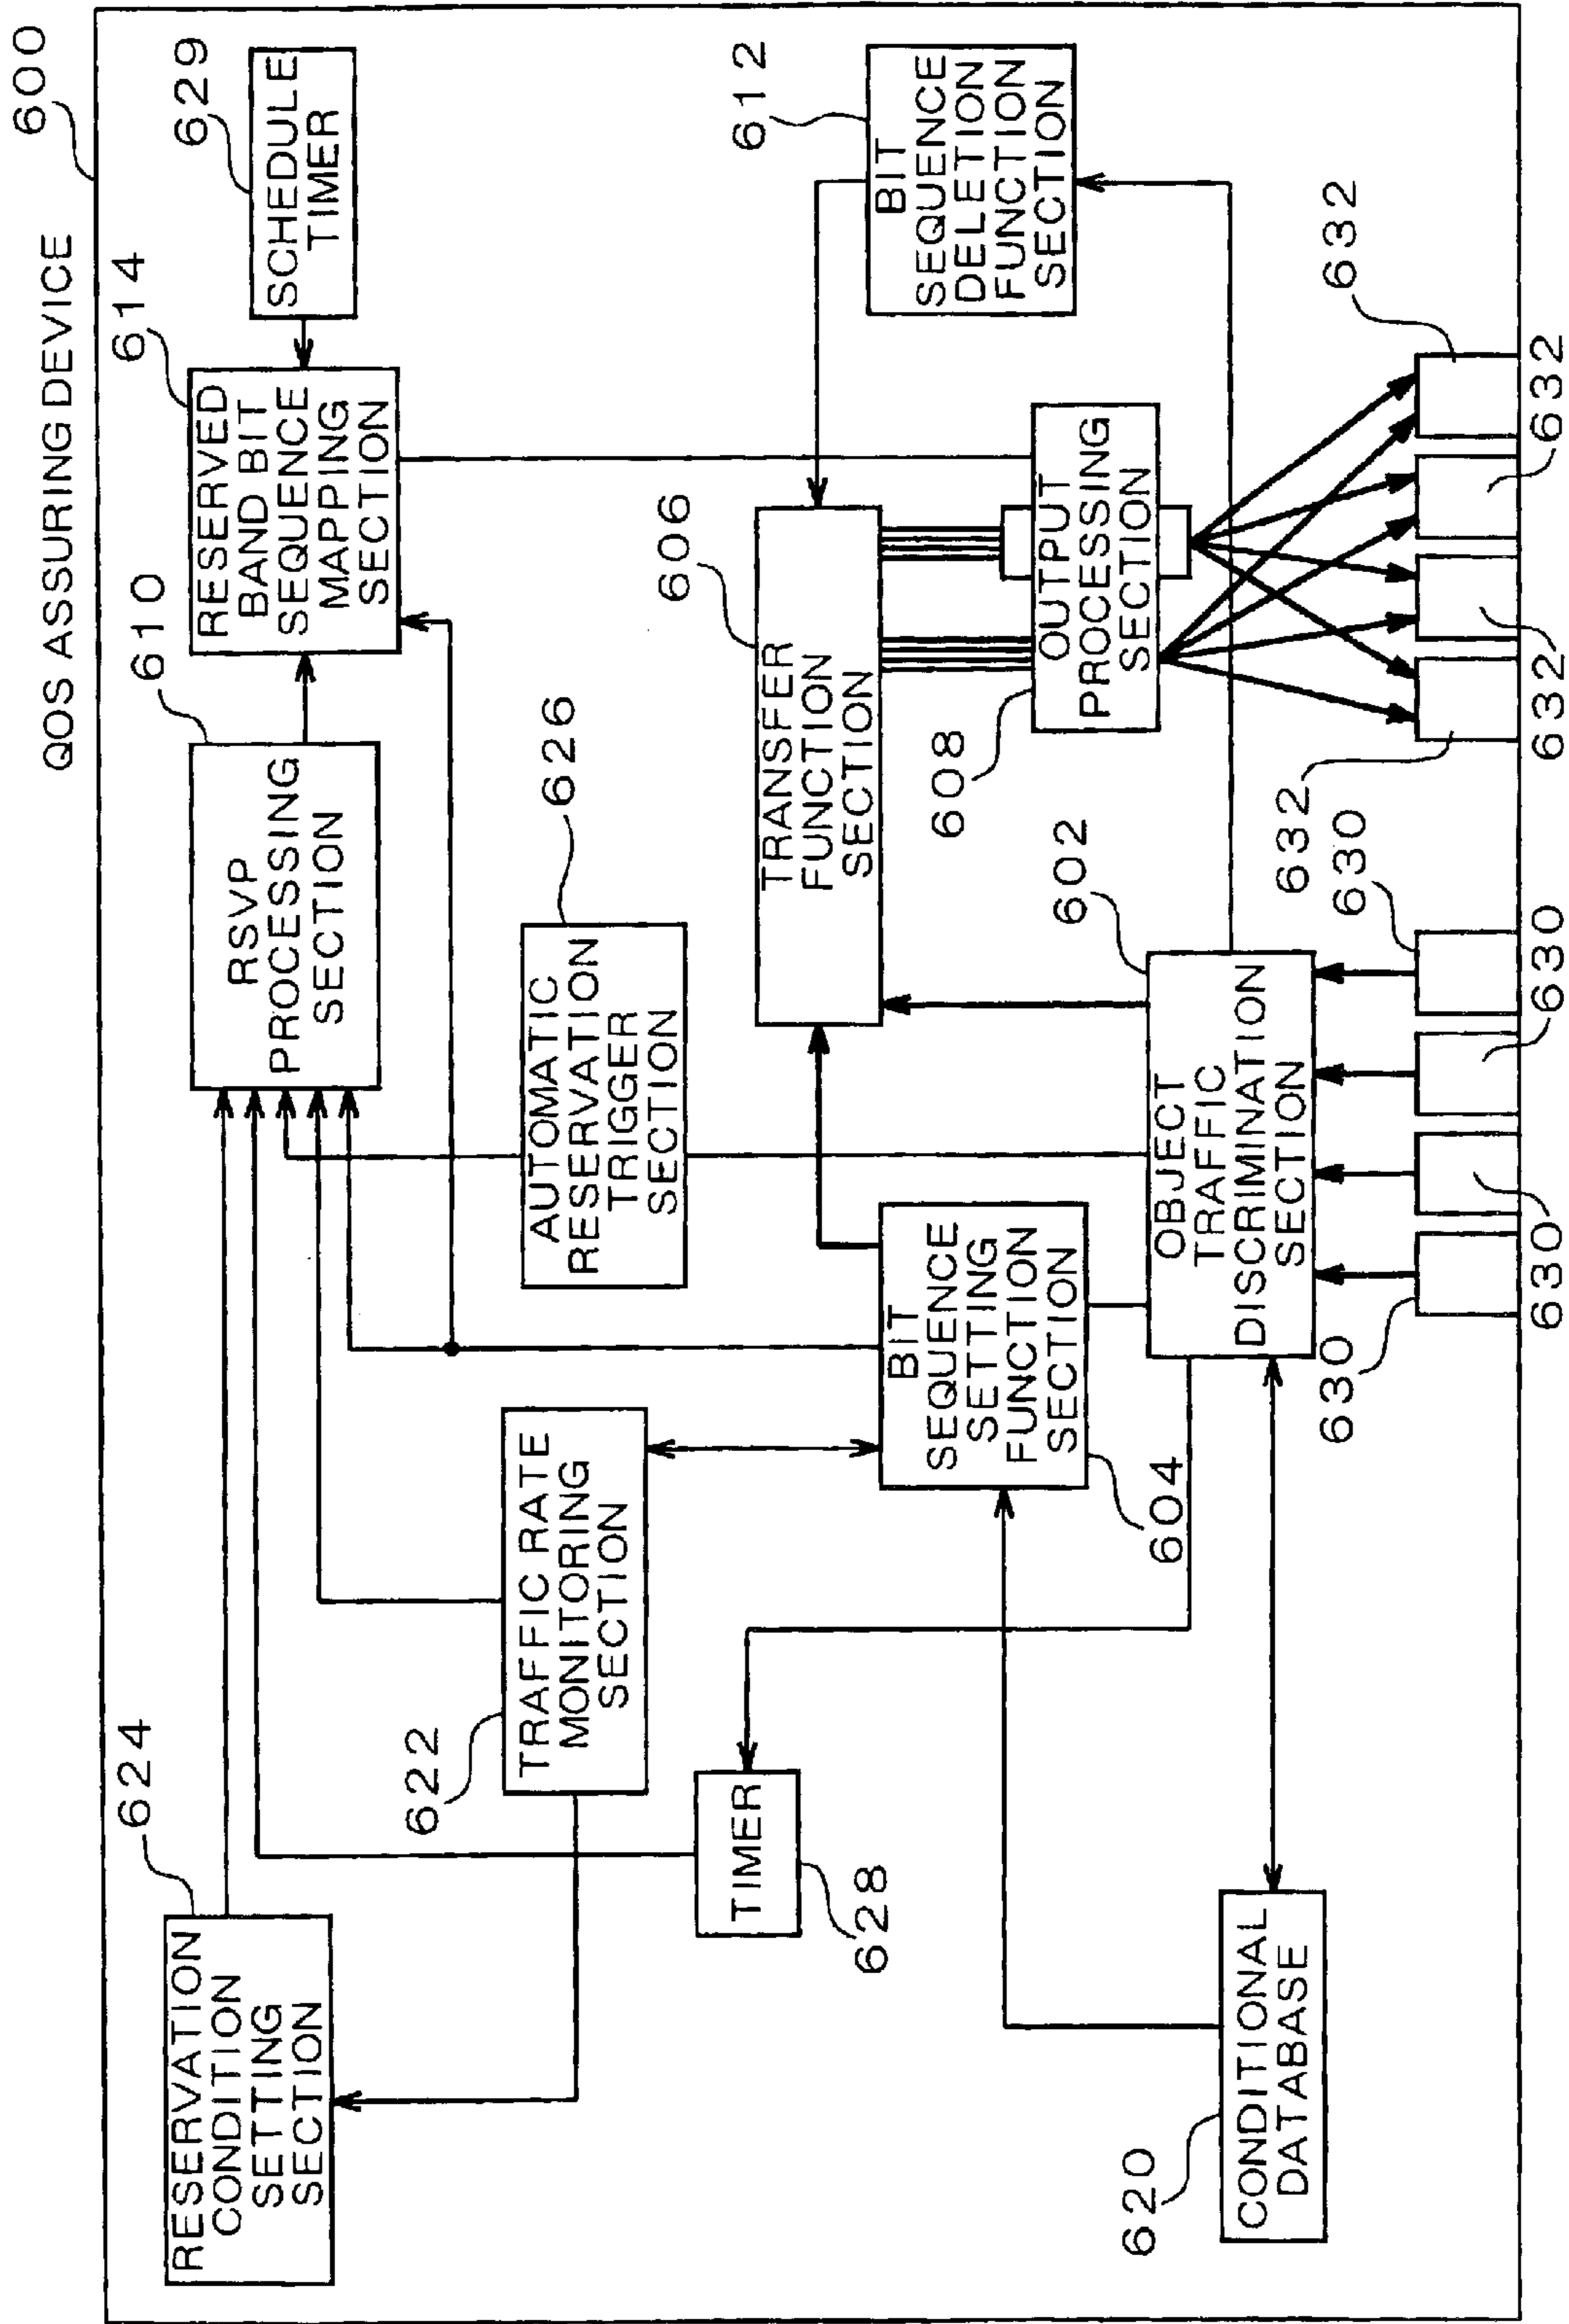 QOS ASSURING DEVICE
600
RESERVATION
CONDITION
SETTING
SECTION
624
RSVP
PROCESSING
SECTION
610
RESERVED
BAND BIT
SEQUENCE
MAPPING
SECTION
614
SCHEDULE
TIMER
629
TRAFFIC RATE
MONITORING
SECTION
622
AUTOMATIC
RESERVATION
TRIGGER
SECTION
626
TIMER
628
TRANSFER
FUNCTION
SECTION
606
BIT
SEQUENCE
SETTING
FUNCTION
SECTION
604
OUTPUT
PROCESSING
SECTION
608
BIT
SEQUENCE
DELETION
FUNCTION
SECTION
612
CONDITIONAL
DATABASE
620
OBJECT
TRAFFIC
DISCRIMINATION
SECTION
602
630
630
630
630
632
632
632
632